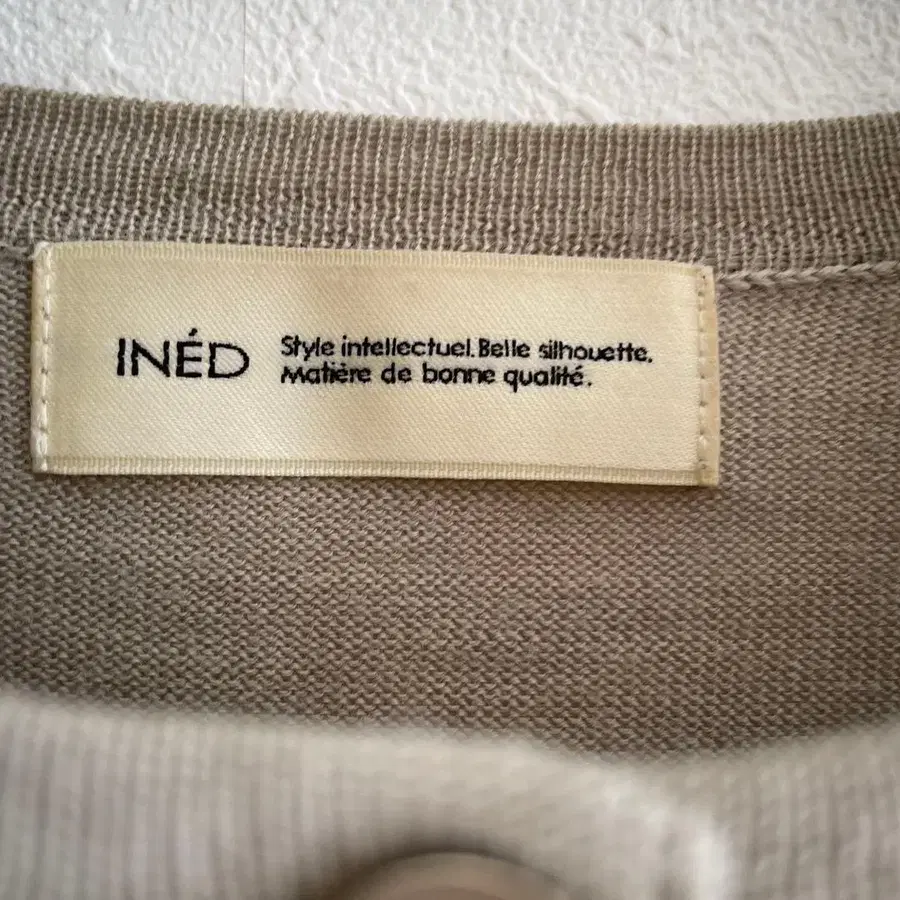 INÉD
Style intellectuel. Belle silhouette.
Matière de bonne qualité.